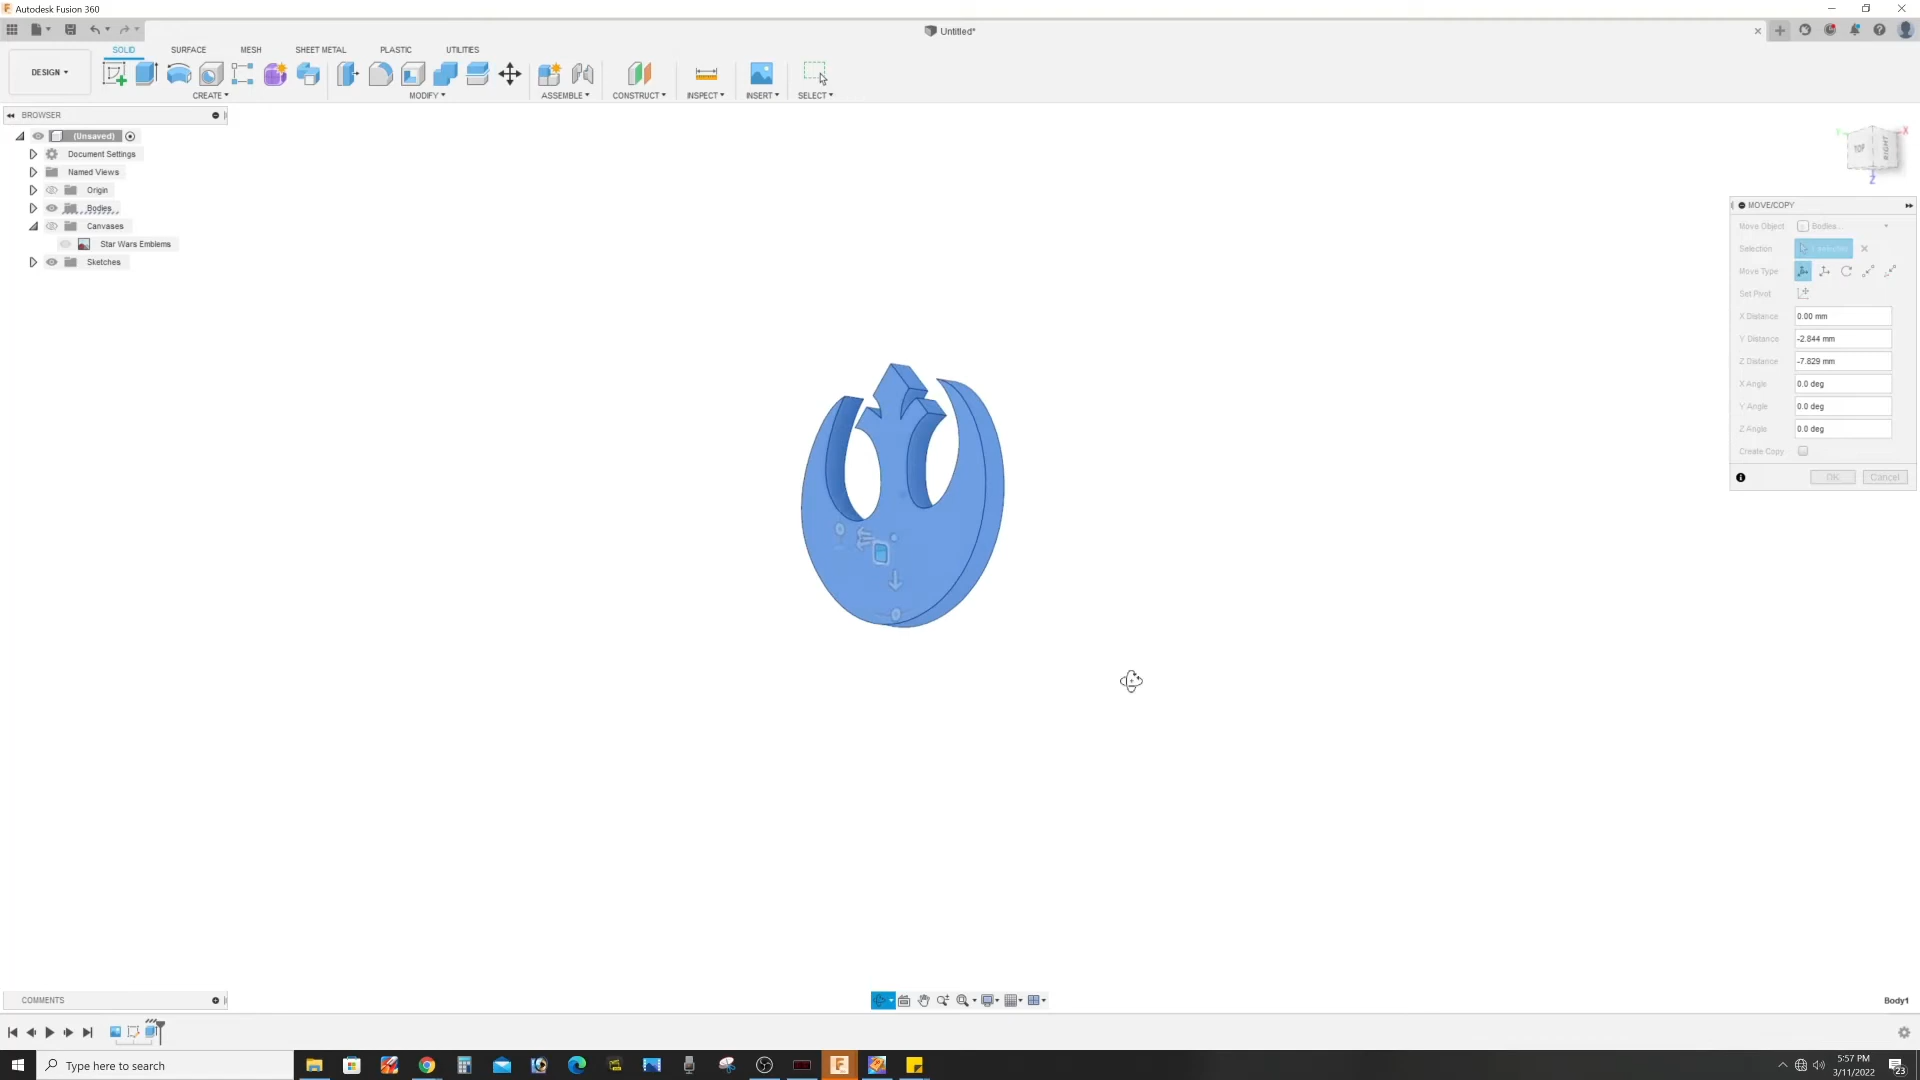 Autodesk Fusion 360
Untitled*
SOLID SURFACE MESH SHEET METAL PLASTIC UTILITIES
DESIGN
CREATE MODIFY ASSEMBLE CONSTRUCT INSPECT INSERT SELECT
BROWSER
(Unsaved)
Document Settings
Named Views
Origin
Bodies
Canvases
Star Wars Emblems
Sketches
TOP RIGHT
X
Z
MOVE/COPY
Move Object Bodies...
Selection
Move Type
Set Pivot
X Distance 0.00 mm
Y Distance -2.844 mm
Z Distance -7.829 mm
X Angle 0.0 deg
Y Angle 0.0 deg
Z Angle 0.0 deg
Create Copy
OK Cancel
COMMENTS
Body1
Type here to search
5:57 PM
3/11/2022
23